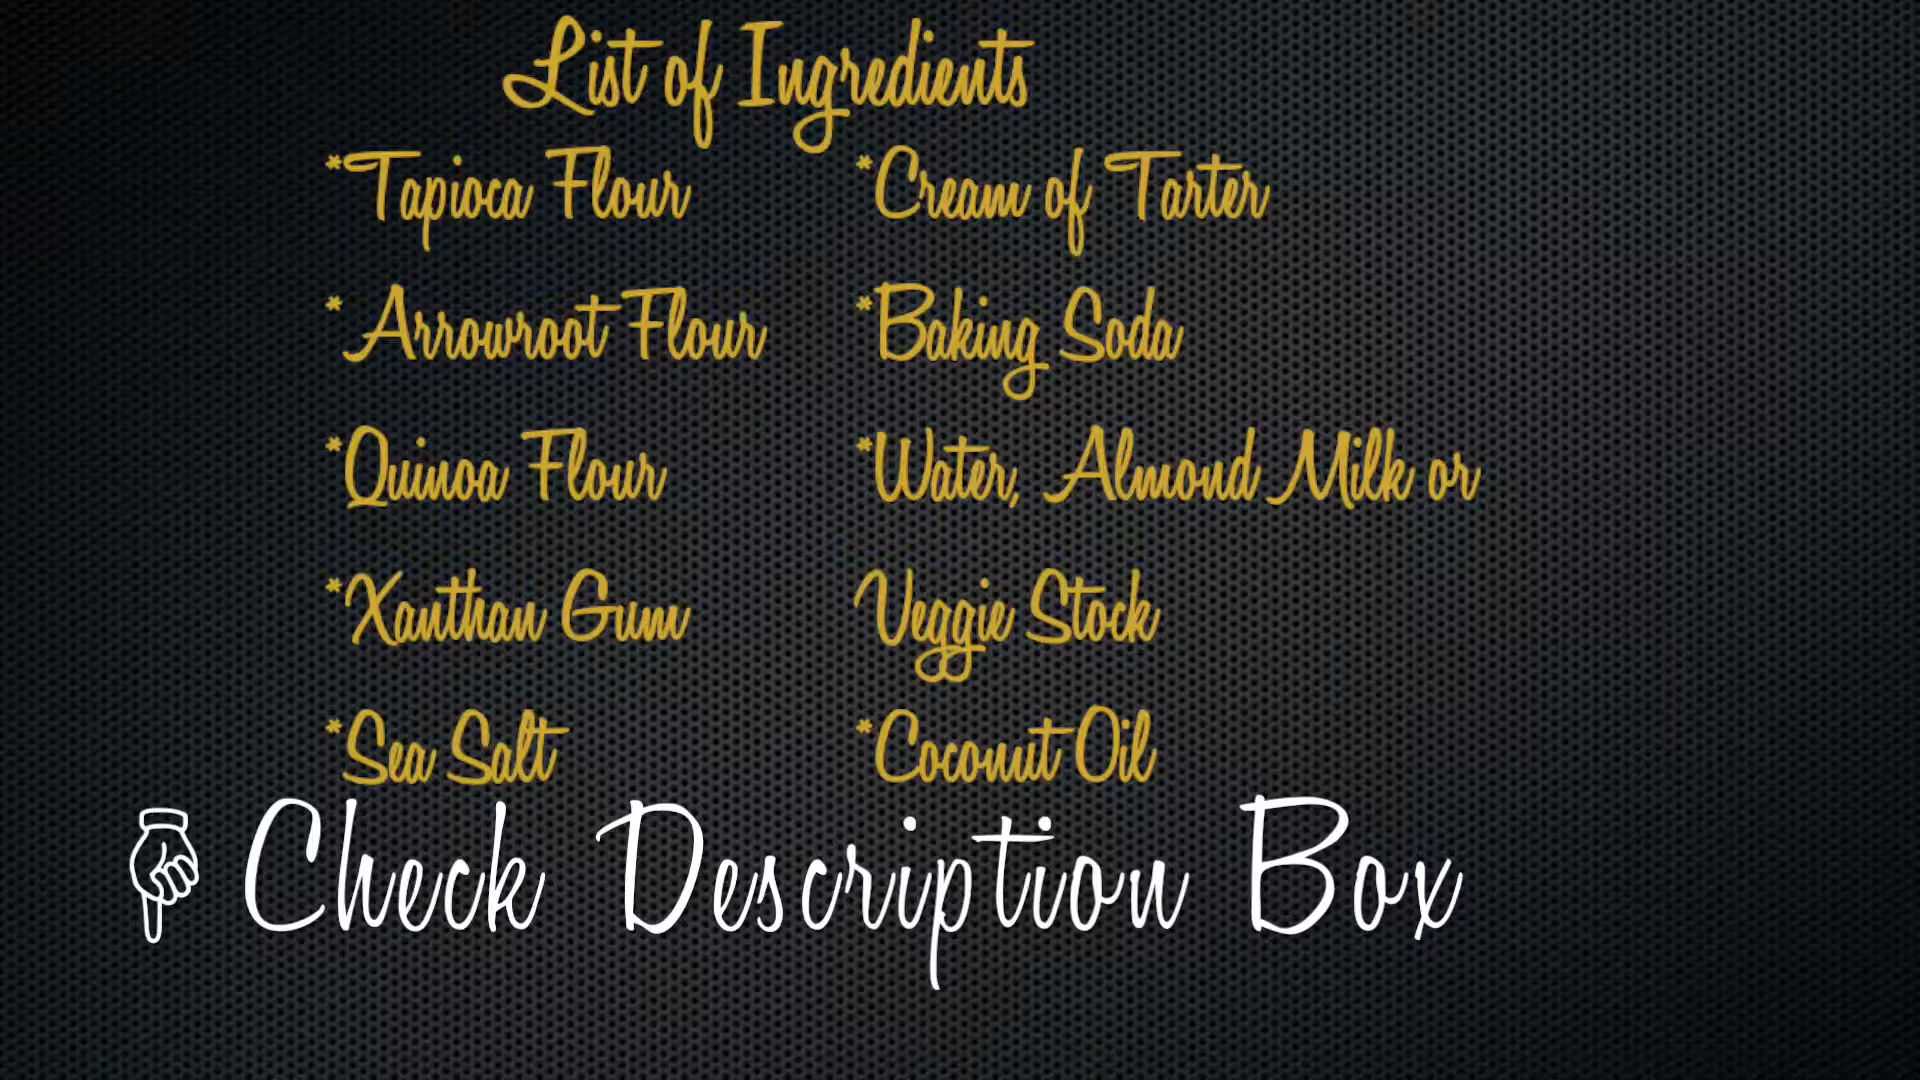 List of Ingredients
*Tapioca Flour
*Arrowroot Flour
*Quinoa Flour
*Xanthan Gum
*Sea Salt
*Cream of Tarter
*Baking Soda
*Water, Almond Milk or
Veggie Stock
*Coconut Oil
Check Description Box